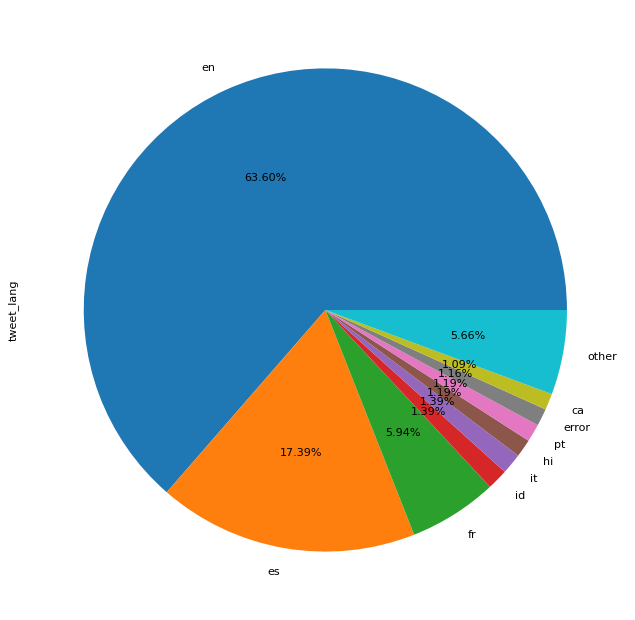 en
63.60%
tweet_lang
5.66%
other
1.09%
1.16%
1.19%
1.19%
1.39%
1.39%
ca
error
pt
hi
it
id
5.94%
fr
17.39%
es